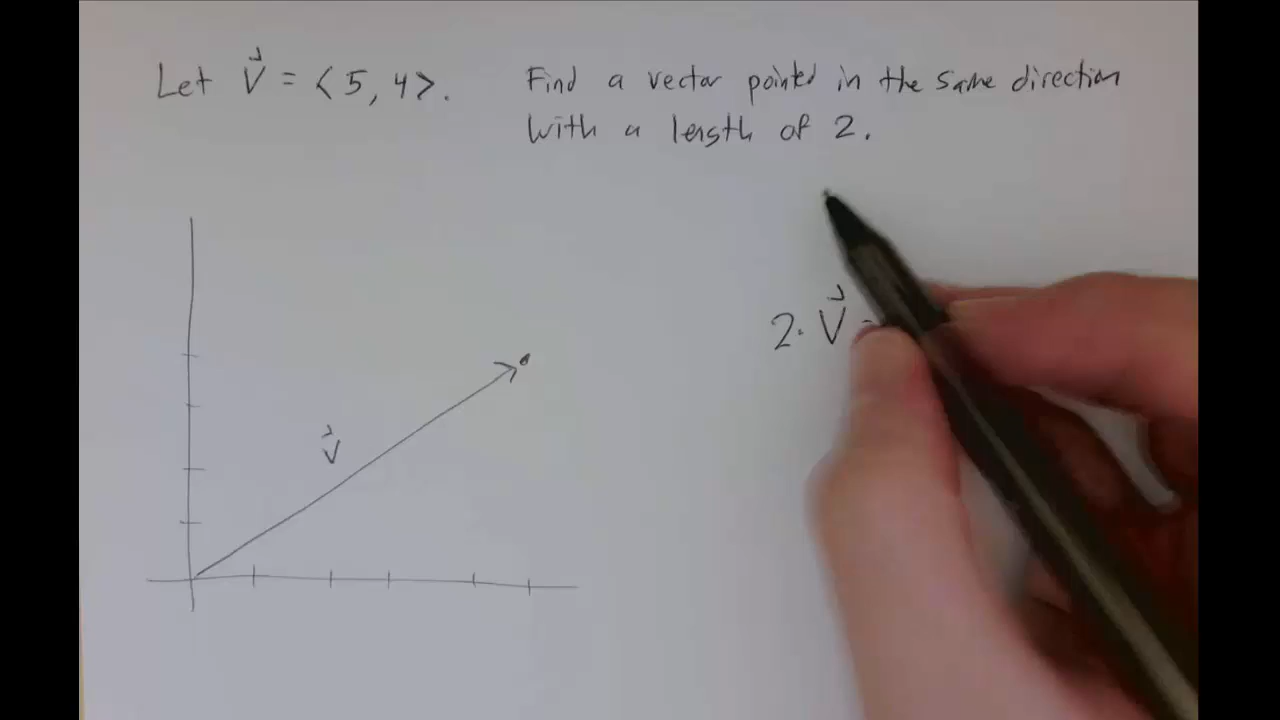 Let V⃗ = ⟨5, 4⟩. Find a vector pointed in the same direction
with a length of 2.
2 · V⃗ =
V⃗